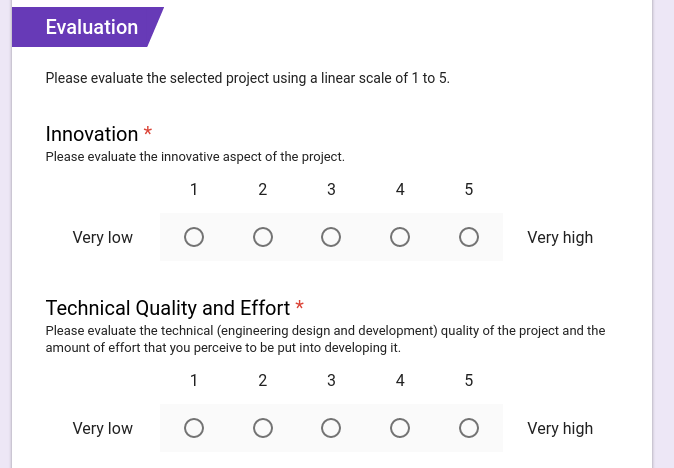 Evaluation
Please evaluate the selected project using a linear scale of 1 to 5.
Innovation *
Please evaluate the innovative aspect of the project.
1 2 3 4 5
Very low Very high
Technical Quality and Effort *
Please evaluate the technical (engineering design and development) quality of the project and the
amount of effort that you perceive to be put into developing it.
1 2 3 4 5
Very low Very high